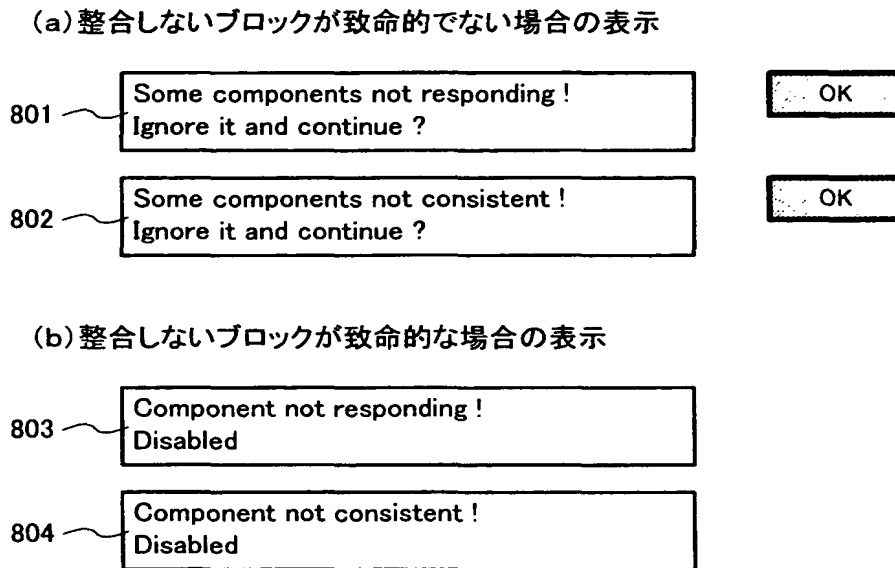 (a)整合しないブロックが致命的でない場合の表示
801
Some components not responding !
Ignore it and continue ?
OK
802
Some components not consistent !
Ignore it and continue ?
OK
(b)整合しないブロックが致命的な場合の表示
803
Component not responding !
Disabled
804
Component not consistent !
Disabled